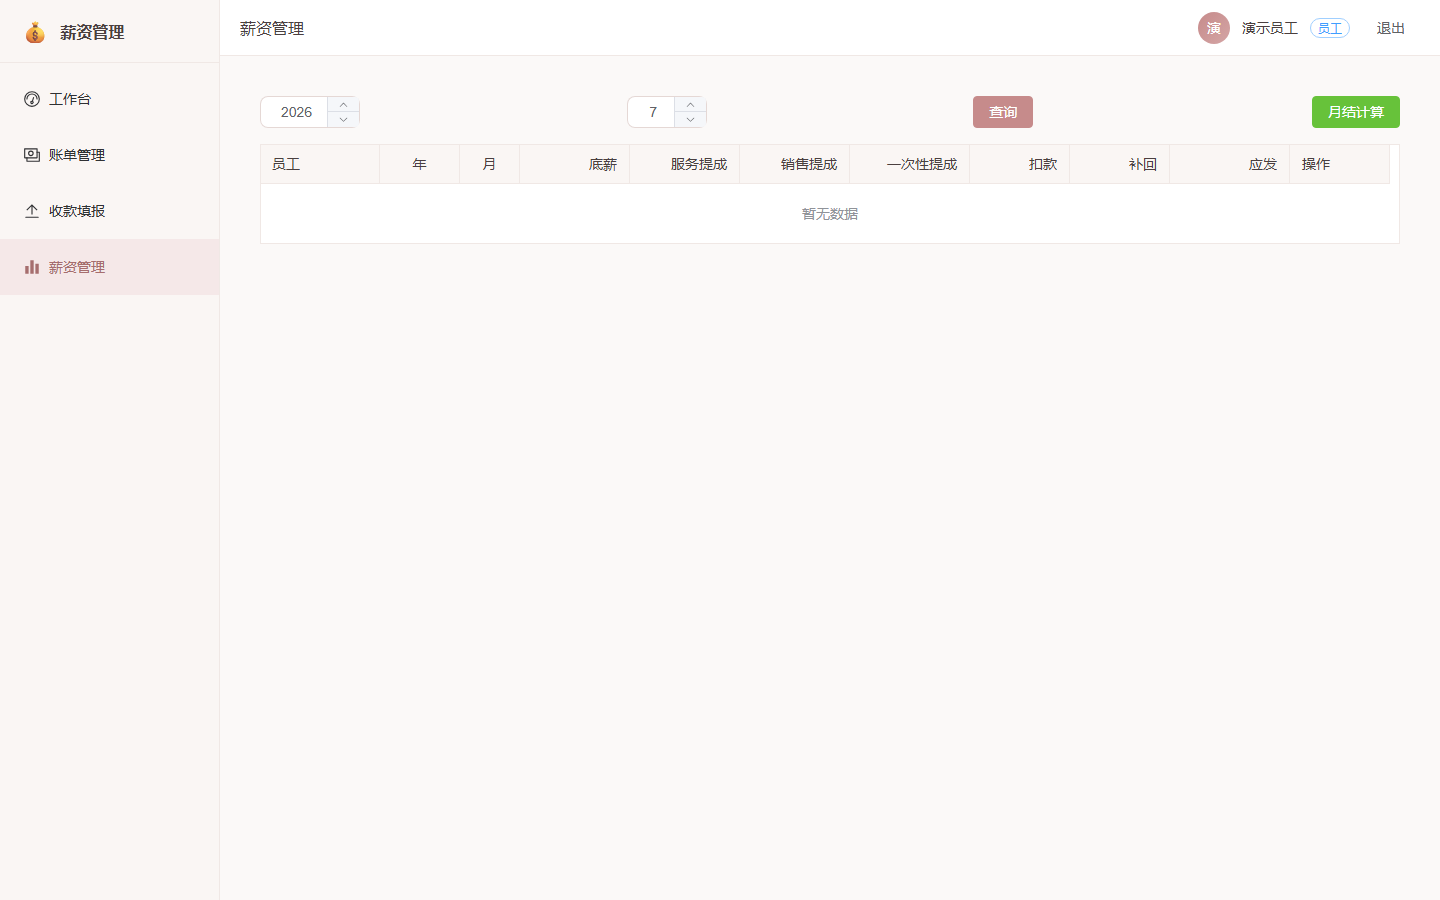 薪资管理
工作台
账单管理
收款填报
薪资管理
薪资管理
演 演示员工 员工 退出
2026 7 查询 月结计算
员工 年 月 底薪 服务提成 销售提成 一次性提成 扣款 补回 应发 操作
暂无数据